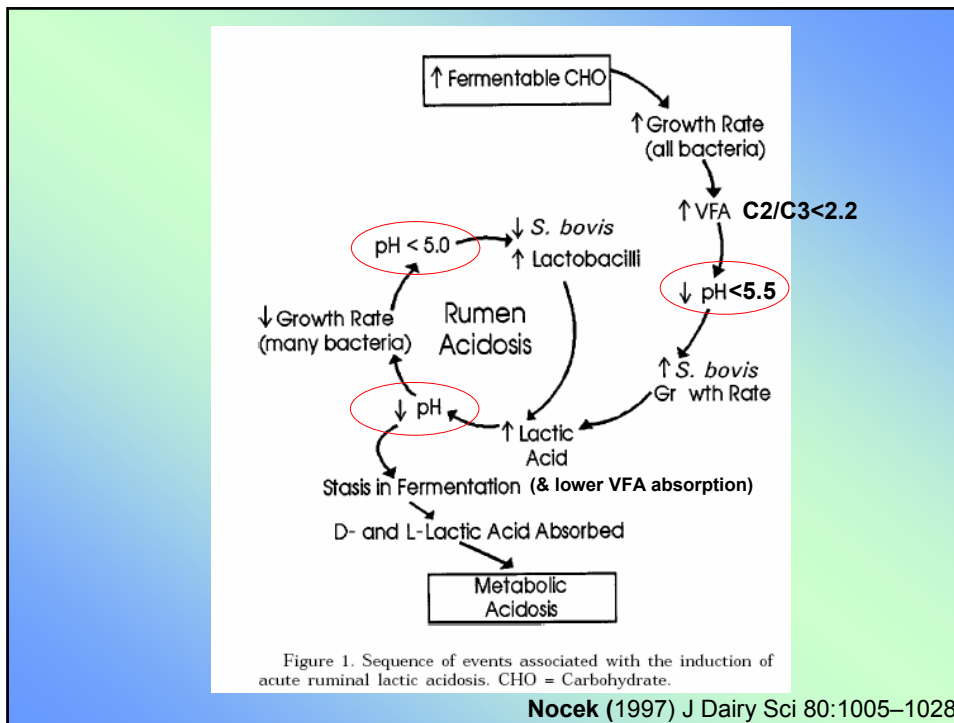 ↑ Fermentable CHO
↑ Growth Rate
(all bacteria)
↑ VFA C2/C3<2.2
↓ pH<5.5
↑ S. bovis
Gr wth Rate
↑ Lactic
Acid
↓ pH
↓ Growth Rate
(many bacteria)
pH < 5.0
↓ S. bovis
↑ Lactobacilli
Rumen
Acidosis
Stasis in Fermentation (& lower VFA absorption)
D- and L-Lactic Acid Absorbed
Metabolic
Acidosis
Figure 1. Sequence of events associated with the induction of
acute ruminal lactic acidosis. CHO = Carbohydrate.
Nocek (1997) J Dairy Sci 80:1005–1028